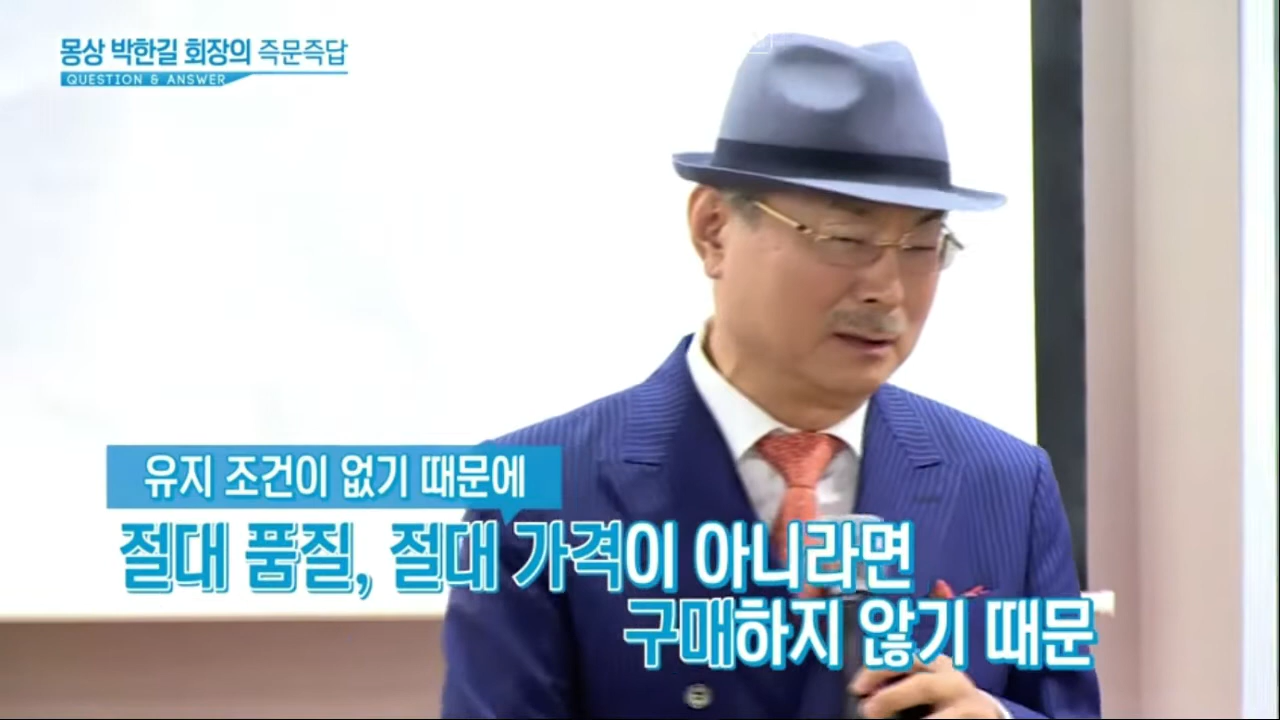 몽상 박한길 회장의 즉문즉답
QUESTION & ANSWER
유지 조건이 없기 때문에
절대 품질, 절대 가격이 아니라면
구매하지 않기 때문